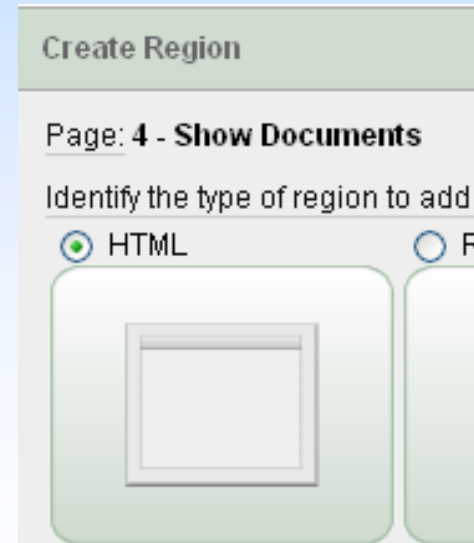 Create Region
Page: 4 - Show Documents
Identify the type of region to add
HTML